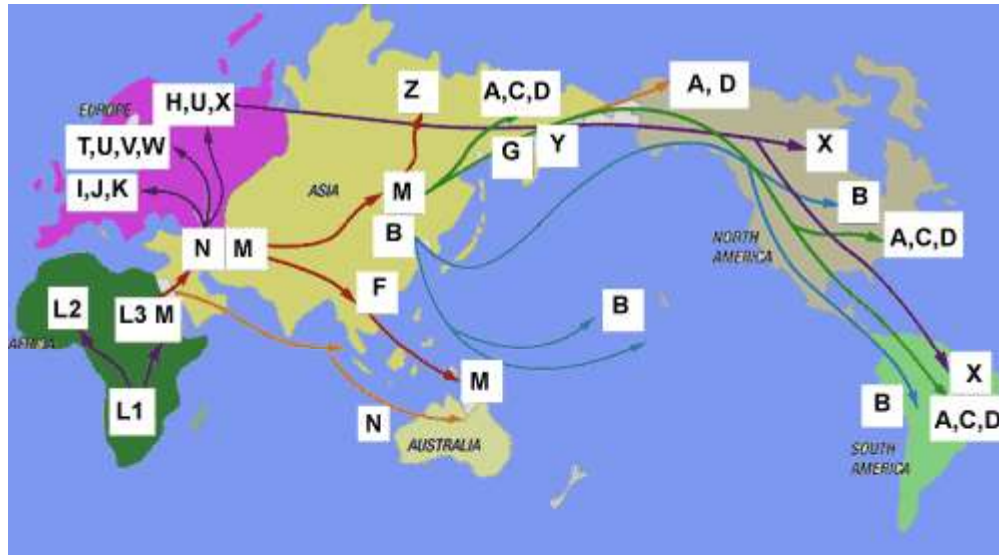 Z
A,C,D
A, D
EUROPE
H,U,X
T,U,V,W
G
Y
X
I,J,K
ASIA
M
B
B
N
M
NORTH
AMERICA
A,C,D
L2
L3 M
F
B
AFRICA
L1
M
X
N
B
A,C,D
AUSTRALIA
SOUTH
AMERICA